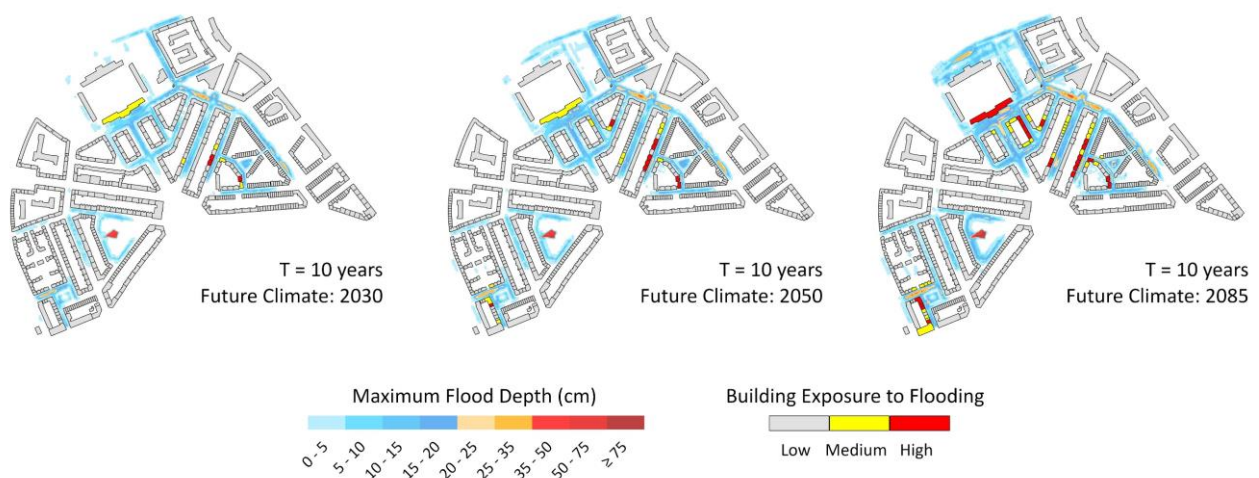 T = 10 years
Future Climate: 2030
T = 10 years
Future Climate: 2050
T = 10 years
Future Climate: 2085
Maximum Flood Depth (cm)
0 - 5
5 - 10
10 - 15
15 - 20
20 - 25
25 - 35
35 - 50
50 - 75
≥ 75
Building Exposure to Flooding
Low Medium High